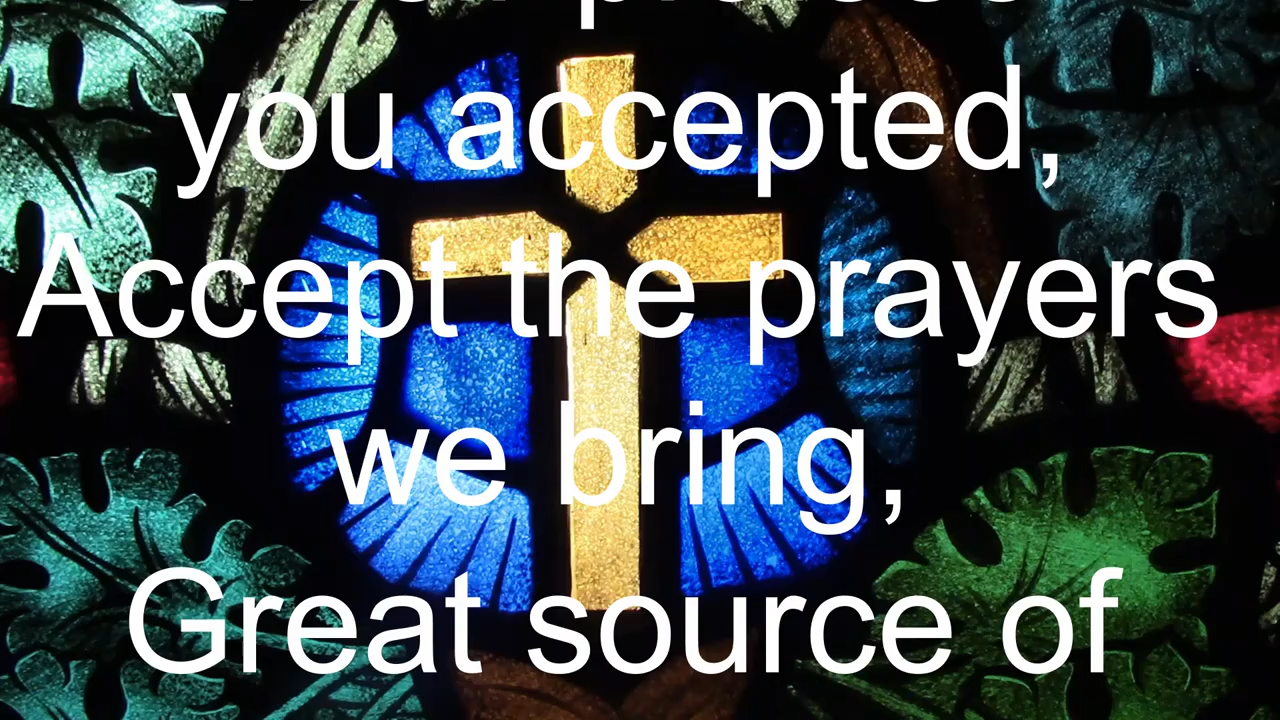 you accepted,
Accept the prayers
we bring,
Great source of